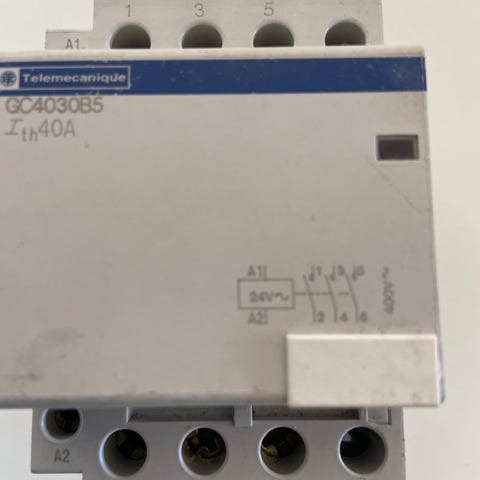 1 3 5
A1
Telemecanique
GC4030B5
Ith40A
A1 1 3 5
24V~ 400V~
A2 2 4 6
A2